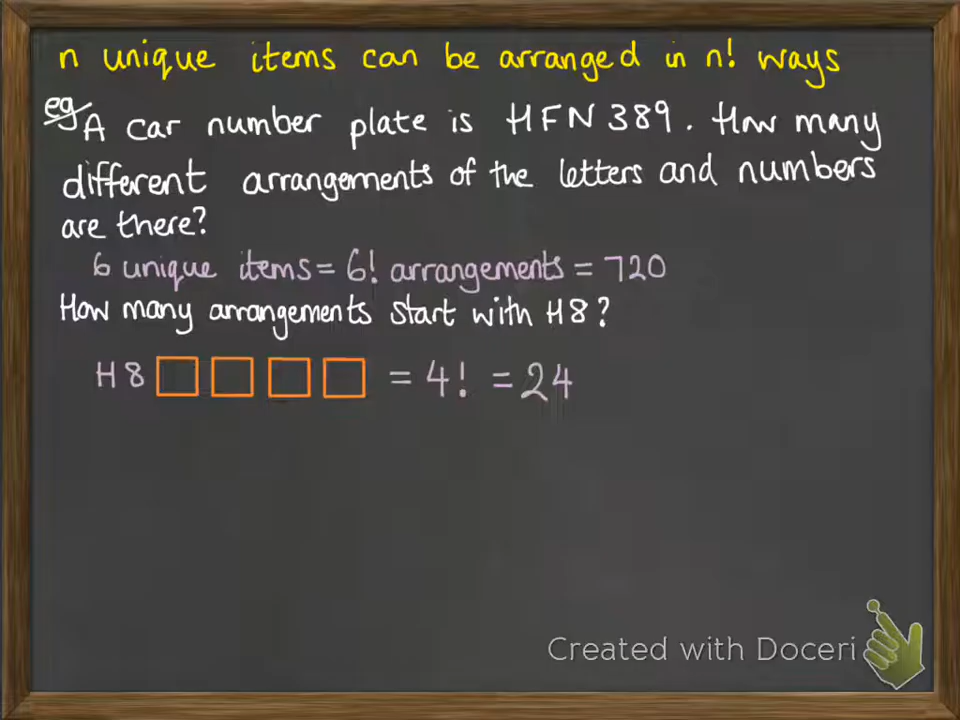 n unique items can be arranged in n! ways
eg A car number plate is HFN 389. How many
different arrangements of the letters and numbers
are there?
6 unique items = 6! arrangements = 720
How many arrangements start with H8?
H 8 = 4! = 24
Created with Doceri